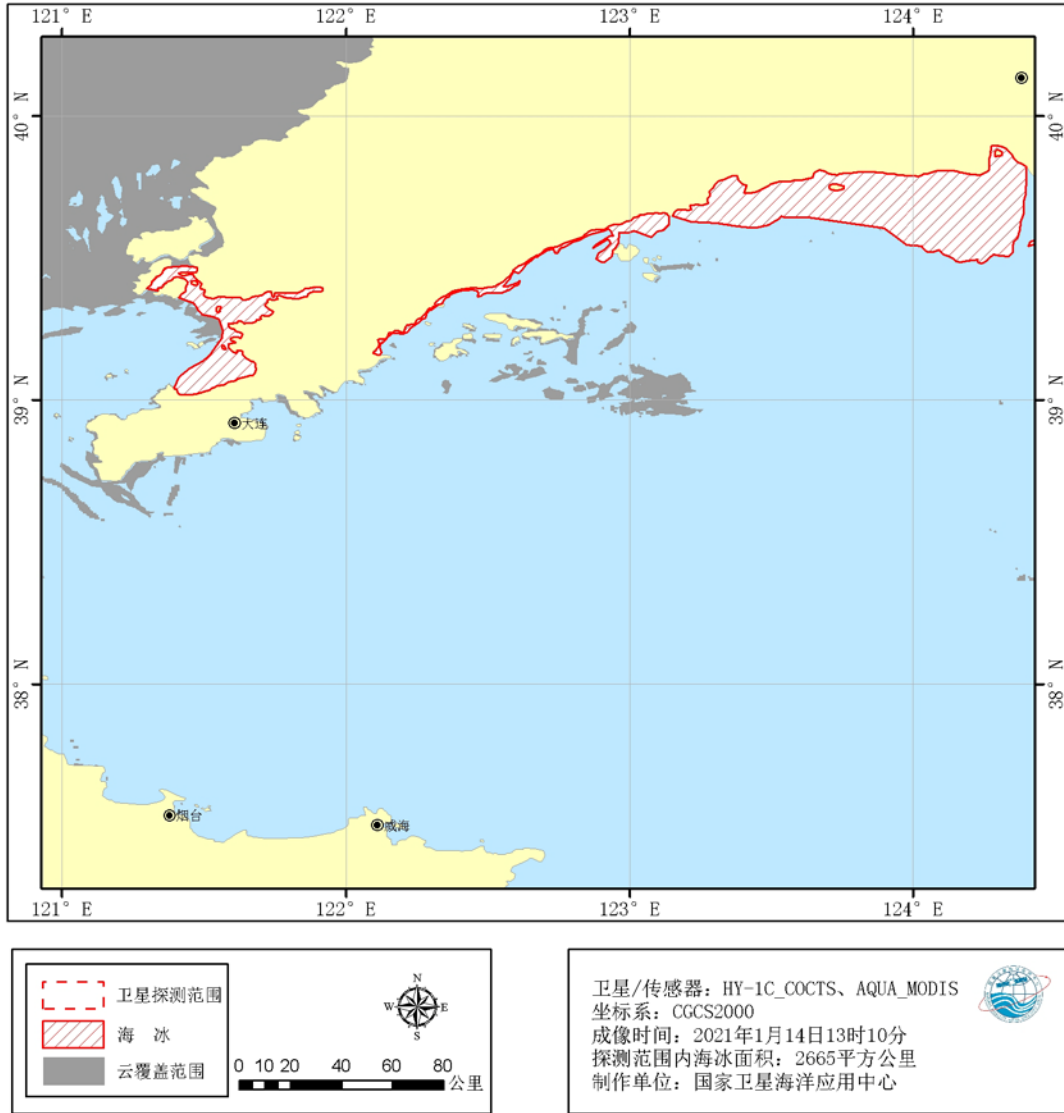 121° E 122° E 123° E 124° E
40° N 40° N
39° N 39° N
大连
38° N 38° N
烟台
威海
121° E 122° E 123° E 124° E
卫星探测范围
海 冰
云覆盖范围
N
W E
S
0 10 20 40 60 80 公里
卫星/传感器: HY-1C_COCTS、AQUA_MODIS
坐标系: CGCS2000
成像时间: 2021年1月14日13时10分
探测范围内海冰面积: 2665平方公里
制作单位: 国家卫星海洋应用中心